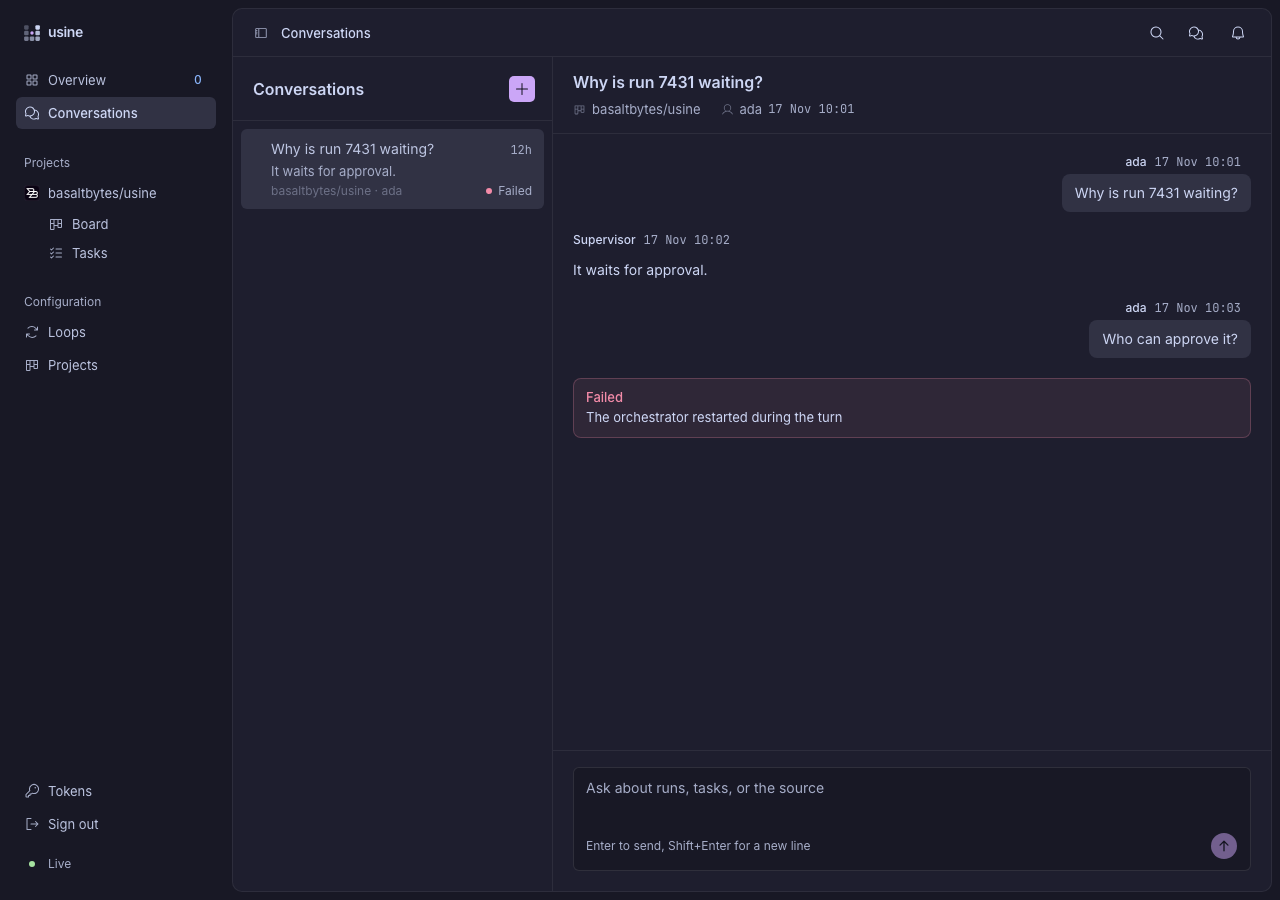 usine
Overview 0
Conversations
Projects
basaltbytes/usine
Board
Tasks
Configuration
Loops
Projects
Tokens
Sign out
Live
Conversations
Conversations
Why is run 7431 waiting? 12h
It waits for approval.
basaltbytes/usine · ada Failed
Why is run 7431 waiting?
basaltbytes/usine ada 17 Nov 10:01
ada 17 Nov 10:01
Why is run 7431 waiting?
Supervisor 17 Nov 10:02
It waits for approval.
ada 17 Nov 10:03
Who can approve it?
Failed
The orchestrator restarted during the turn
Ask about runs, tasks, or the source
Enter to send, Shift+Enter for a new line